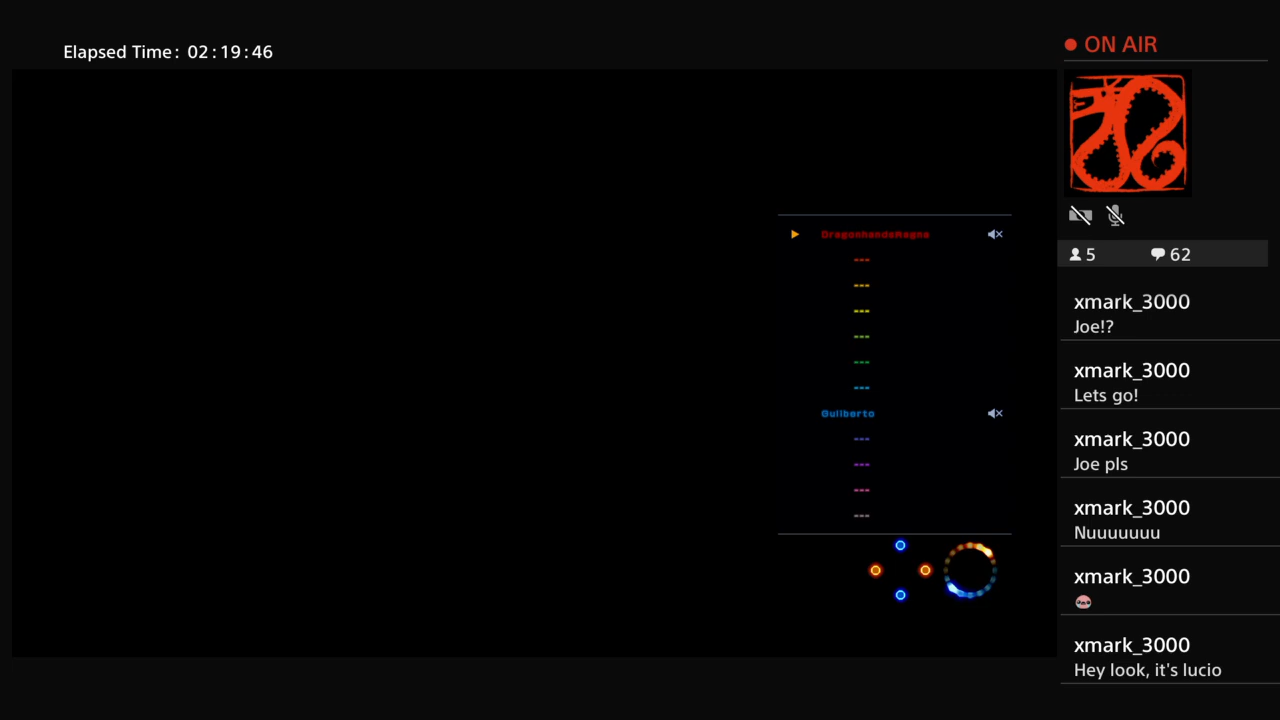 Elapsed Time: 02:19:46
ON AIR
5
62
DragonhandsMagna
---
---
---
---
---
---
Guliberto
---
---
---
---
xmark_3000
Joe!?
xmark_3000
Lets go!
xmark_3000
Joe pls
xmark_3000
Nuuuuuuu
xmark_3000
xmark_3000
Hey look, it's lucio